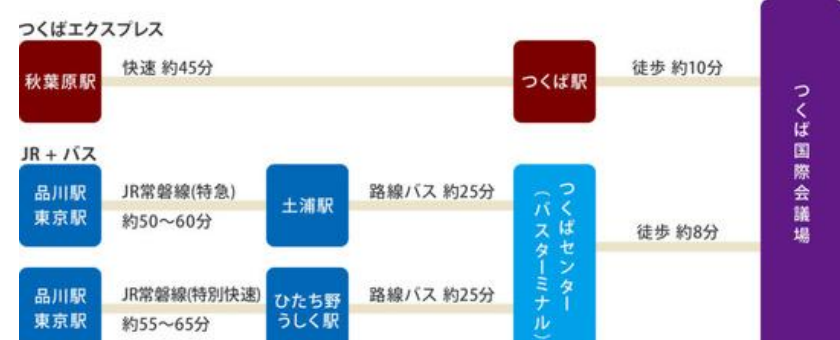 つくばエクスプレス
秋葉原駅
快速 約45分
つくば駅
徒歩 約10分
つくば国際会議場
JR + バス
品川駅
東京駅
JR常磐線(特急)
約50〜60分
土浦駅
路線バス 約25分
つくばセンター
(バスターミナル)
徒歩 約8分
品川駅
東京駅
JR常磐線(特別快速)
約55〜65分
ひたち野
うしく駅
路線バス 約25分